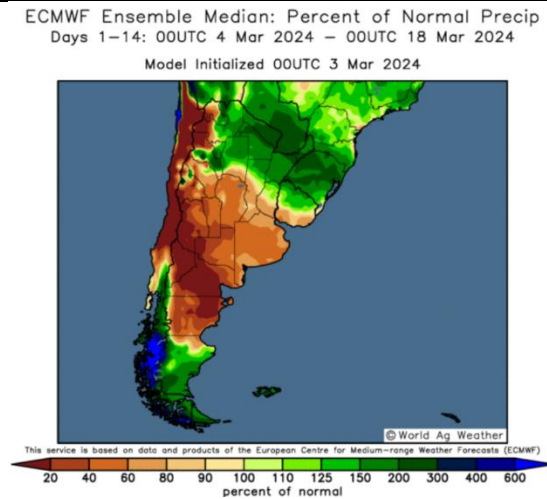 ECMWF Ensemble Median: Percent of Normal Precip
Days 1-14: 00UTC 4 Mar 2024 - 00UTC 18 Mar 2024
Model Initialized 00UTC 3 Mar 2024
©World Ag Weather
This service is based on data and products of the European Centre for Medium-range Weather Forecasts (ECMWF)
20 40 60 80 90 100 110 125 150 200 300 400 600
percent of normal